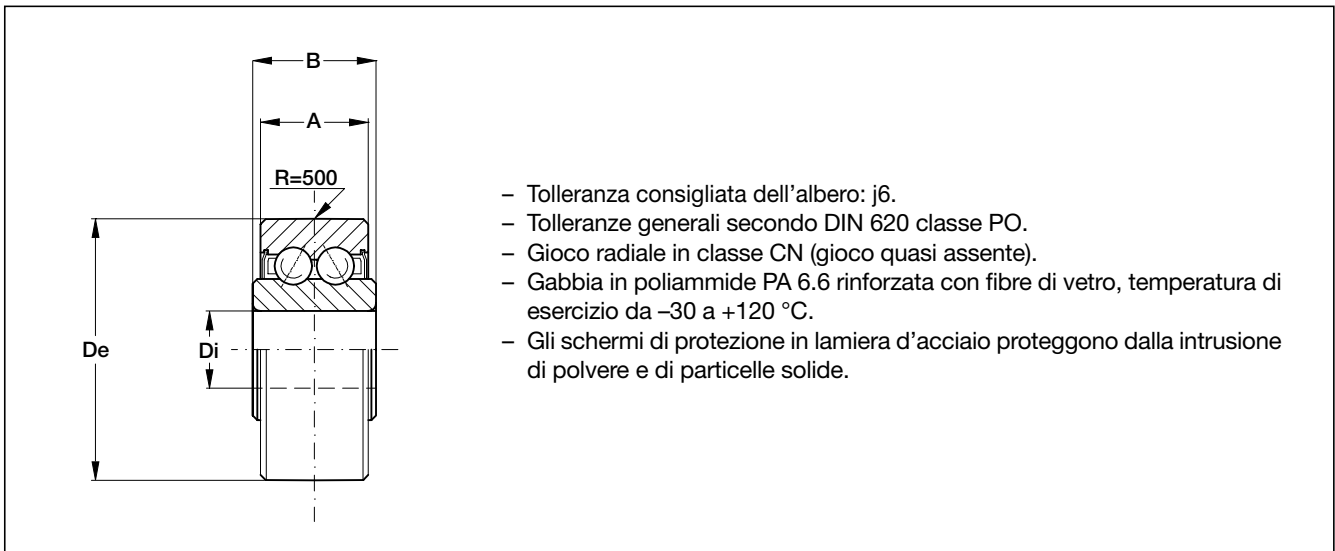 B
A
R=500
De
Di
– Tolleranza consigliata dell’albero: j6.
– Tolleranze generali secondo DIN 620 classe PO.
– Gioco radiale in classe CN (gioco quasi assente).
– Gabbia in poliammide PA 6.6 rinforzata con fibre di vetro, temperatura di
esercizio da –30 a +120 °C.
– Gli schermi di protezione in lamiera d’acciaio proteggono dalla intrusione
di polvere e di particelle solide.